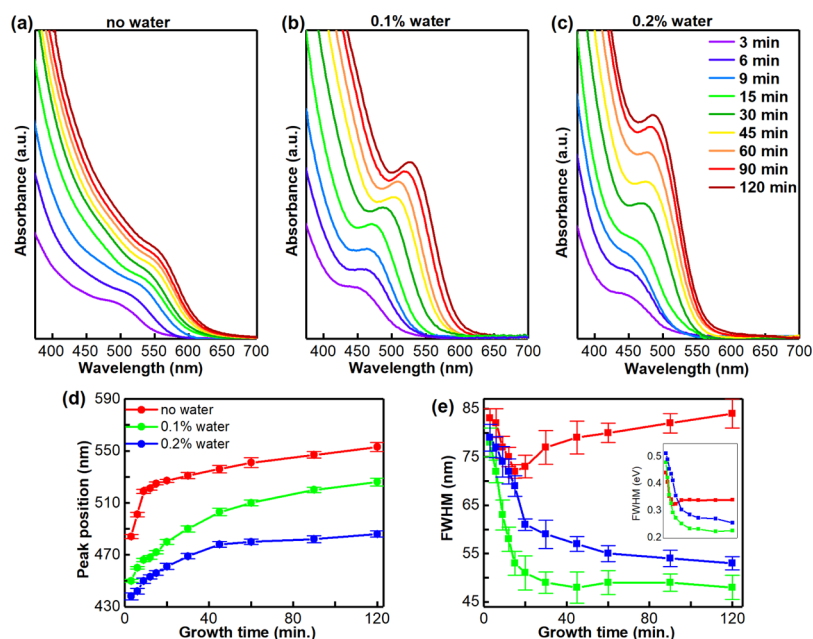 (a) no water
(b) 0.1% water
(c) 0.2% water
3 min
6 min
9 min
15 min
30 min
45 min
60 min
90 min
120 min
Absorbance (a.u.)
Absorbance (a.u.)
Absorbance (a.u.)
400 450 500 550 600 650 700
400 450 500 550 600 650 700
400 450 500 550 600 650 700
Wavelength (nm)
Wavelength (nm)
Wavelength (nm)
(d)
no water
0.1% water
0.2% water
Peak position (nm)
590
550
510
470
430
0 20 40 60 80 100 120
Growth time (min.)
(e)
FWHM (nm)
85
75
65
55
45
0 20 40 60 80 100 120
Growth time (min.)
FWHM (eV)
0.5
0.4
0.3
0.2